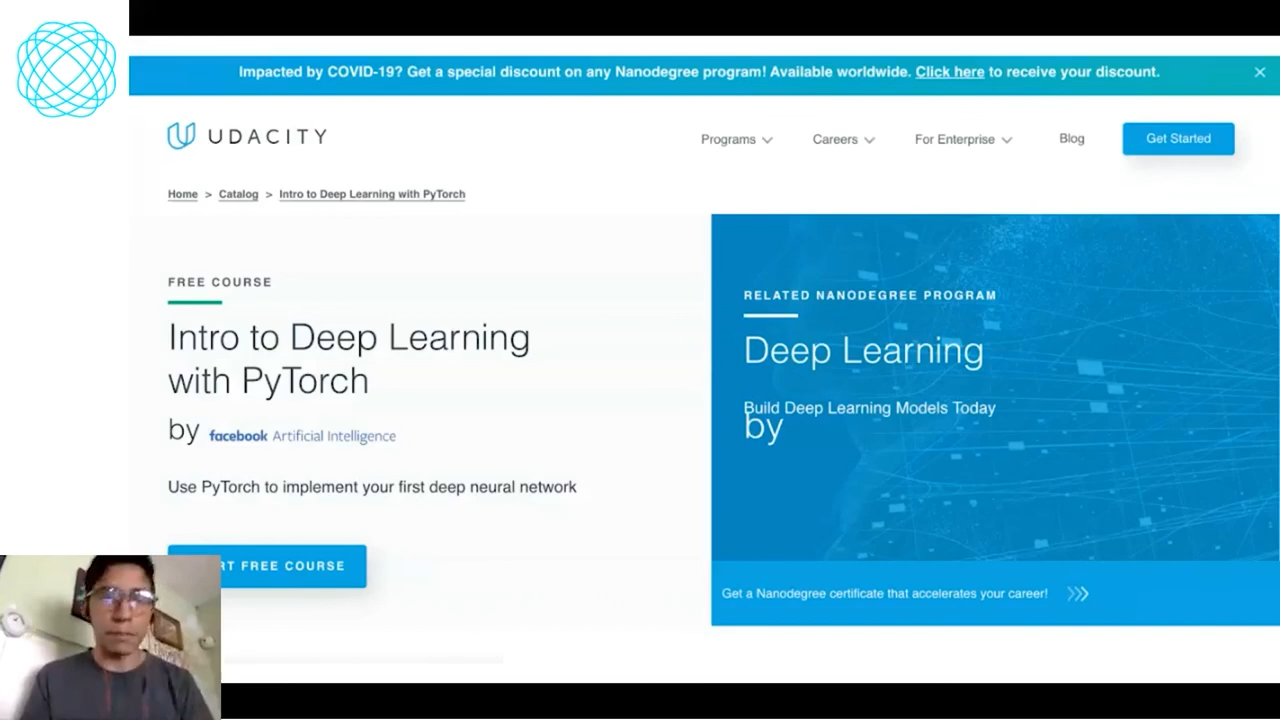 Impacted by COVID-19? Get a special discount on any Nanodegree program! Available worldwide. Click here to receive your discount.
UDACITY
Programs
Careers
For Enterprise
Blog
Get Started
Home > Catalog > Intro to Deep Learning with PyTorch
FREE COURSE
Intro to Deep Learning
with PyTorch
by facebook Artificial Intelligence
Use PyTorch to implement your first deep neural network
RT FREE COURSE
RELATED NANODEGREE PROGRAM
Deep Learning
Build Deep Learning Models Today
by
Get a Nanodegree certificate that accelerates your career!